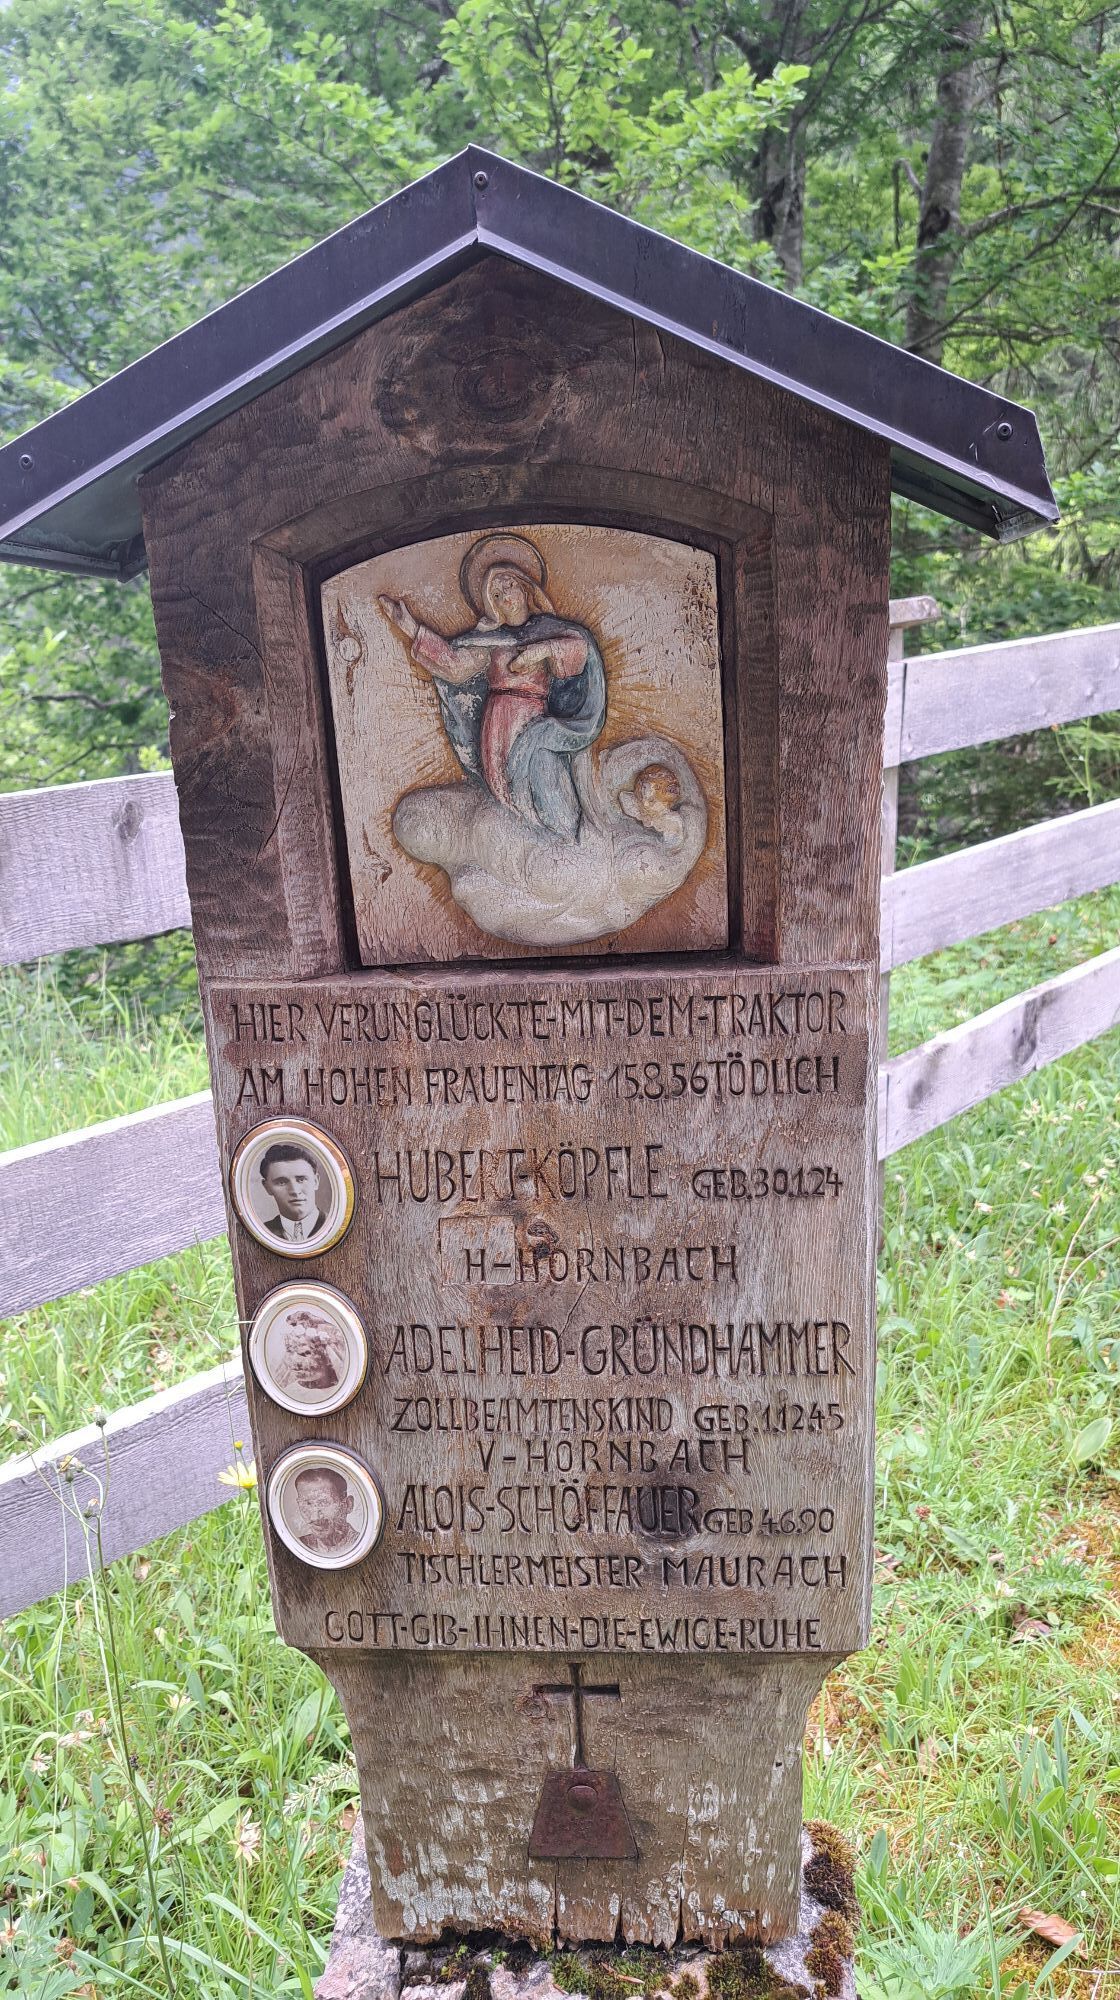 HIER VERUNGLÜCKTE-MIT-DEM-TRAKTOR
AM HOHEN FRAUENTAG 15.8.56 TÖDLICH
HUBERT-KÖPFLE GEB.30.1.24
H-HORNBACH
ADELHEID-GRÜNDHAMMER
ZOLLBEAMTENSKIND GEB.1.12.45
V-HORNBACH
ALOIS-SCHÖFFAUER GEB.4.6.90
TISCHLERMEISTER MAURACH
GOTT-GIB-IHNEN-DIE-EWIGE-RUHE